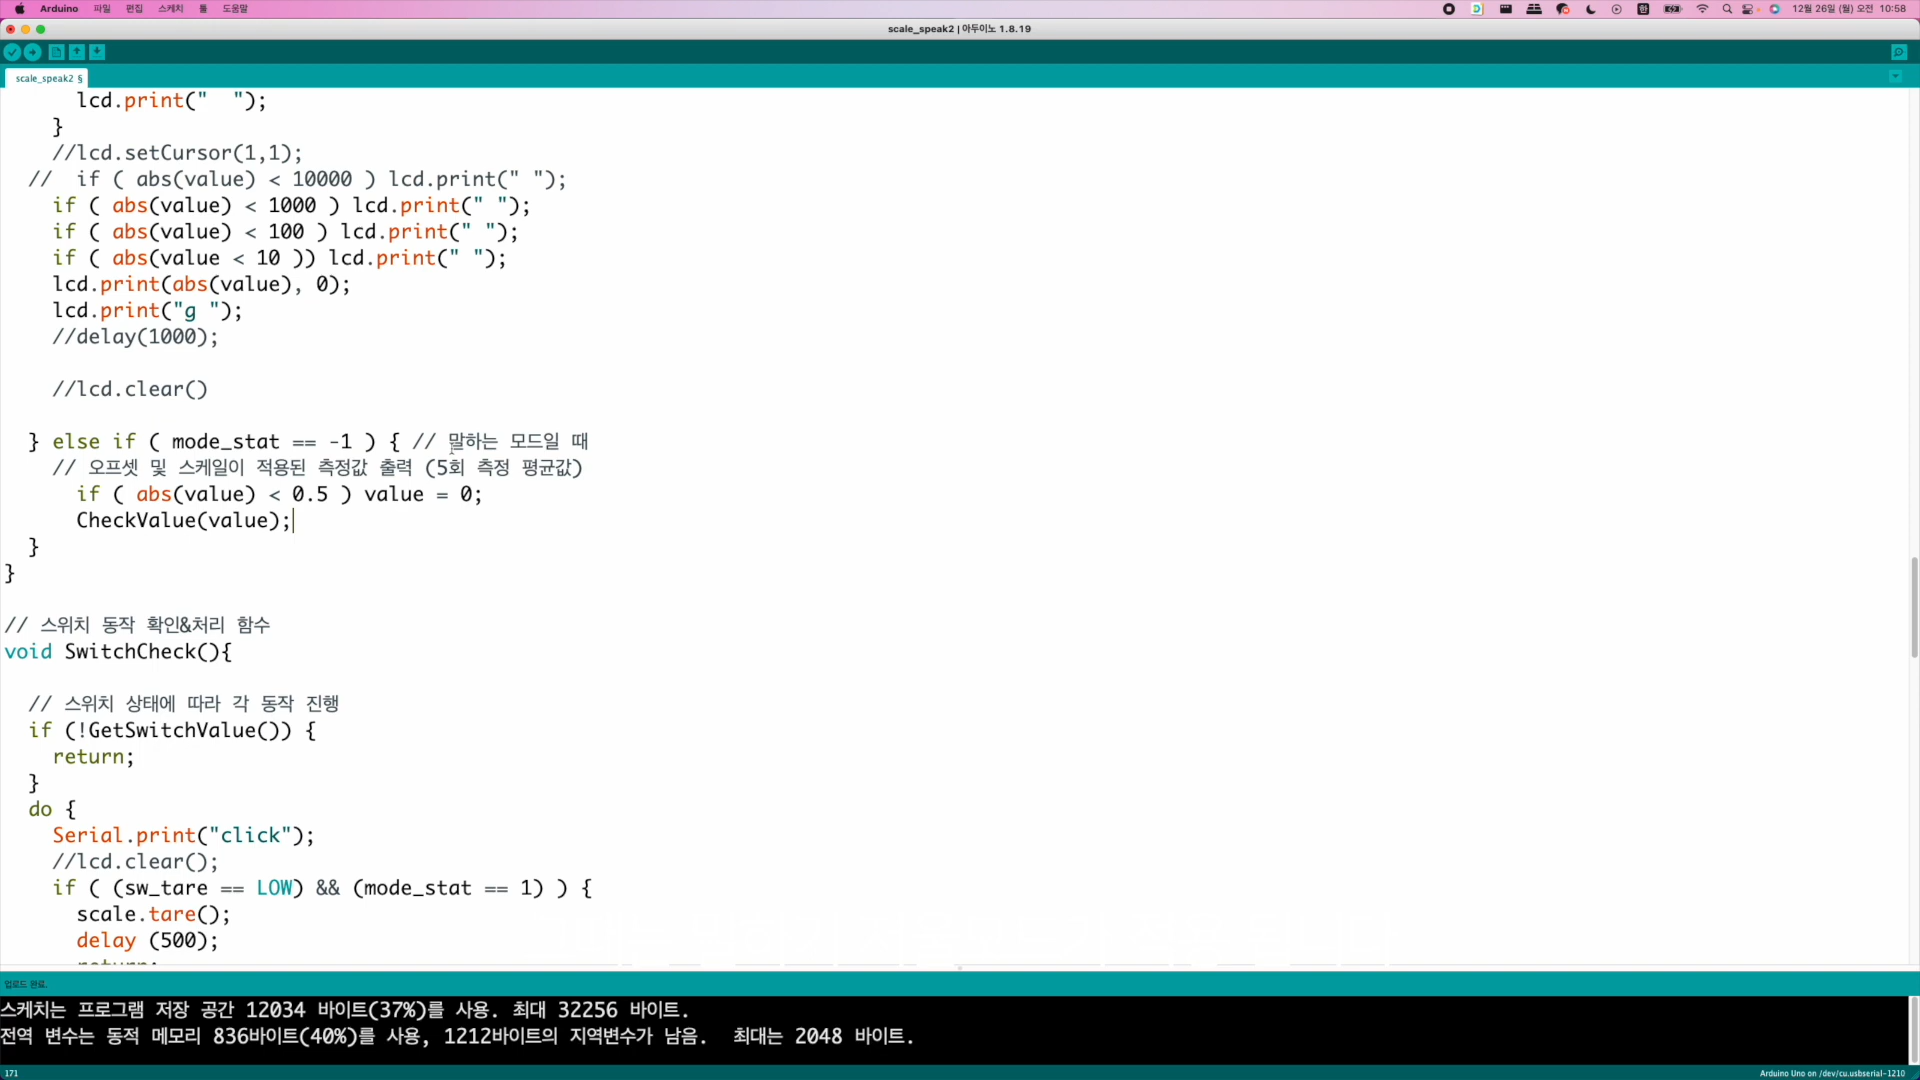 Arduino 파일 편집 스케치 툴 도움말 12월 26일 (월) 오전 10:58
scale_speak2 | 아두이노 1.8.19
scale_speak2 §
lcd.print("  ");
}
//lcd.setCursor(1,1);
//  if ( abs(value) < 10000 ) lcd.print(" ");
if ( abs(value) < 1000 ) lcd.print(" ");
if ( abs(value) < 100 ) lcd.print(" ");
if ( abs(value < 10 )) lcd.print(" ");
lcd.print(abs(value), 0);
lcd.print("g ");
//delay(1000);
//lcd.clear()
} else if ( mode_stat == -1 ) { // 말하는 모드일 때
// 오프셋 및 스케일이 적용된 측정값 출력 (5회 측정 평균값)
if ( abs(value) < 0.5 ) value = 0;
CheckValue(value);
}
}
// 스위치 동작 확인&처리 함수
void SwitchCheck(){
// 스위치 상태에 따라 각 동작 진행
if (!GetSwitchValue()) {
return;
}
do {
Serial.print("click");
//lcd.clear();
if ( (sw_tare == LOW) && (mode_stat == 1) ) {
scale.tare();
delay (500);
return;
업로드 완료.
스케치는 프로그램 저장 공간 12034 바이트(37%)를 사용. 최대 32256 바이트.
전역 변수는 동적 메모리 836바이트(40%)를 사용, 1212바이트의 지역변수가 남음.  최대는 2048 바이트.
171 Arduino Uno on /dev/cu.usbserial-1210